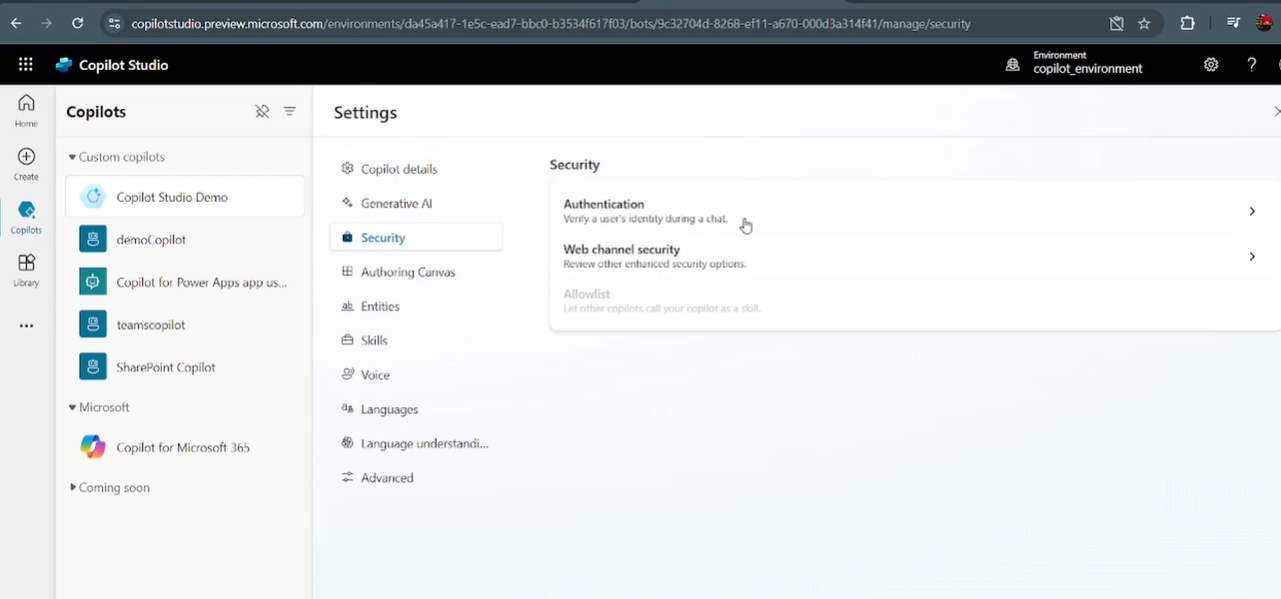 copilotstudio.preview.microsoft.com/environments/da45a417-1e5c-ead7-bbc0-b3534f617f03/bots/9c32704d-8268-ef11-a670-000d3a314f41/manage/security
Copilot Studio
Environment
copilot_environment
?
Home
Create
Copilots
Library
Copilots
Custom copilots
Copilot Studio Demo
demoCopilot
Copilot for Power Apps app us...
teamscopilot
SharePoint Copilot
Microsoft
Copilot for Microsoft 365
Coming soon
Settings
Copilot details
Generative AI
Security
Authoring Canvas
Entities
Skills
Voice
Languages
Language understandi...
Advanced
Security
Authentication
Verify a user's identity during a chat.
Web channel security
Review other enhanced security options.
Allowlist
Let other copilots call your copilot as a skill.